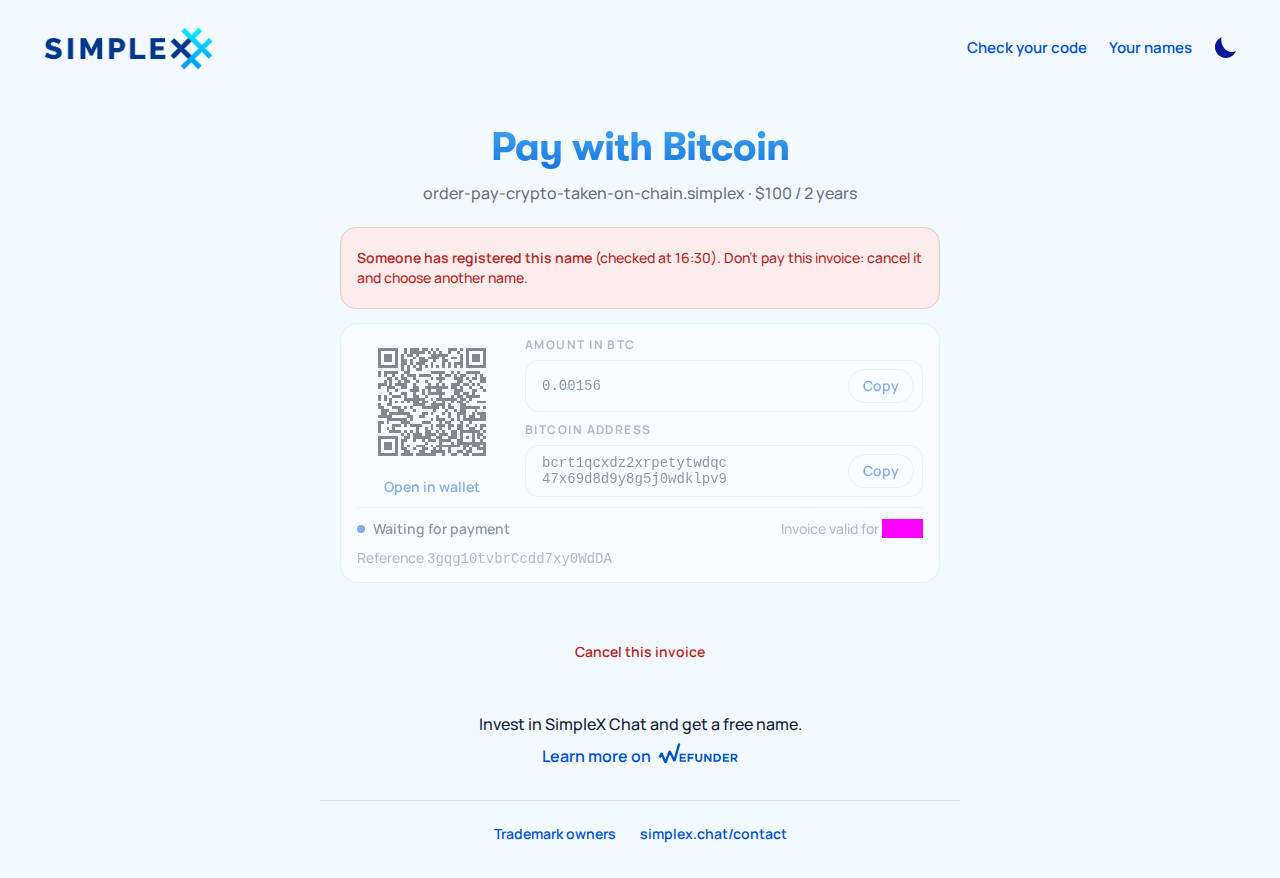 SIMPLEX
Check your code
Your names
Pay with Bitcoin
order-pay-crypto-taken-on-chain.simplex · $100 / 2 years
Someone has registered this name (checked at 16:30). Don't pay this invoice: cancel it
and choose another name.
AMOUNT IN BTC
0.00156
Copy
BITCOIN ADDRESS
bcrt1qcxdz2xrpetytwdqc
47x69d8d9y8g5j0wdklpv9
Copy
Open in wallet
Waiting for payment
Invoice valid for
Reference 3gqg10tvbrCcdd7xy0WdDA
Cancel this invoice
Invest in SimpleX Chat and get a free name.
Learn more on WEFUNDER
Trademark owners
simplex.chat/contact